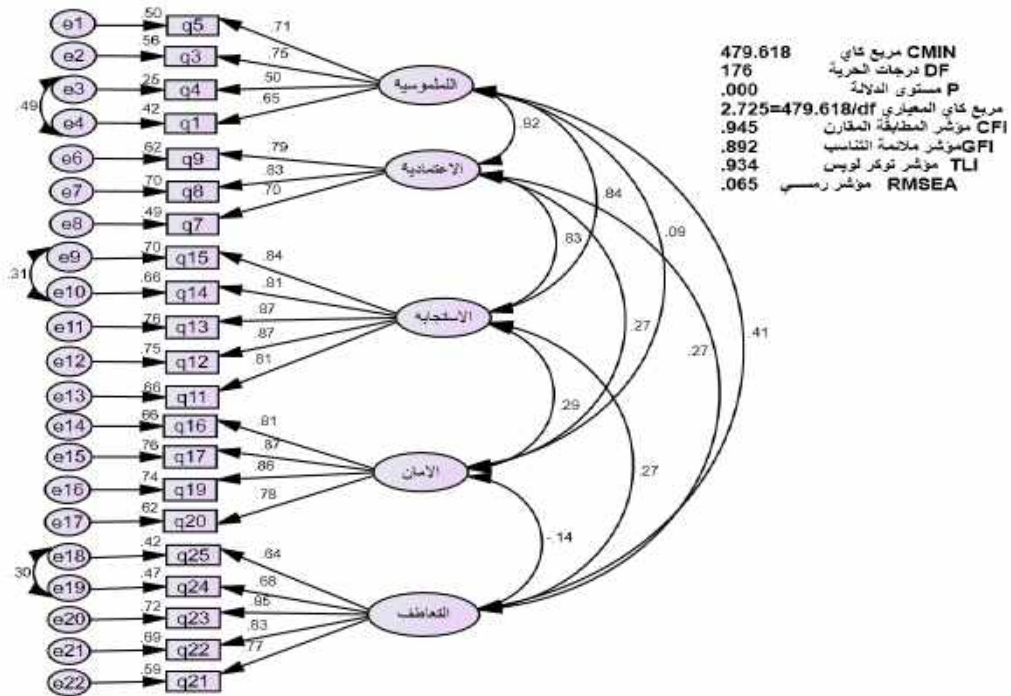 e1 .50 q5 .71
e2 .56 q3 .75
e3 .25 q4 .50
e4 .42 q1 .65
.49
الملموسية
e6 .62 q9 .79
e7 .70 q8 .83
e8 .49 q7 .70
الاعتمادية
e9 .70 q15 .84
e10 .66 q14 .81
.31
e11 .76 q13 .87
e12 .75 q12 .87
e13 .66 q11 .81
الاستجابه
e14 .66 q16 .81
e15 .76 q17 .87
e16 .74 q19 .86
e17 .62 q20 .78
الامان
e18 .42 q25 .64
e19 .47 q24 .68
.30
e20 .72 q23 .85
e21 .69 q22 .83
e22 .59 q21 .77
التعاطف
.92
.84
.09
.83
.41
.27
.27
.29
.27
-.14
CMIN مربع كاي 479.618
DF درجات الحرية 176
P مستوى الدلالة .000
مربع كاي المعياري 2.725=479.618/df
CFI مؤشر المطابقة المقارن .945
GFIمؤشر ملائمة التناسب .892
TLI مؤشر توكر لويس .934
RMSEA مؤشر رمسي .065